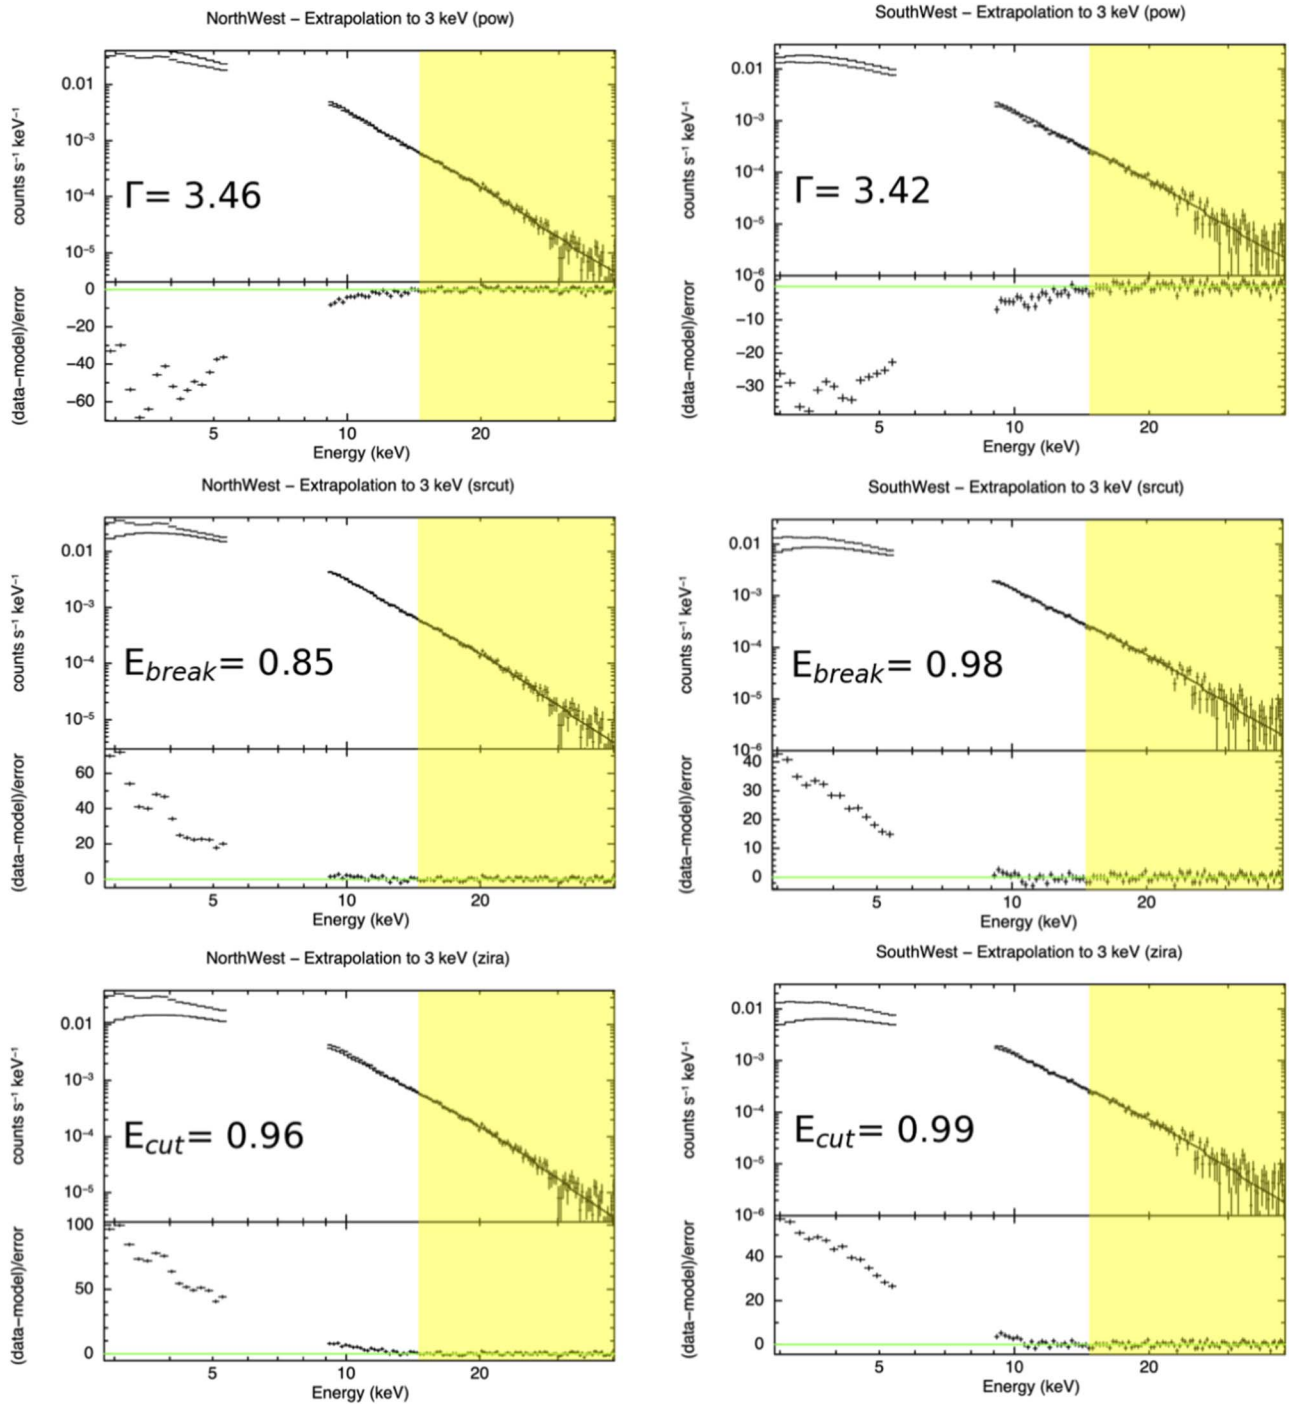 NorthWest – Extrapolation to 3 keV (pow)
counts s⁻¹ keV⁻¹
0.01
10⁻³
10⁻⁴
10⁻⁵
Γ= 3.46
(data−model)/error
0
−20
−40
−60
5 10 20
Energy (keV)
SouthWest – Extrapolation to 3 keV (pow)
counts s⁻¹ keV⁻¹
0.01
10⁻³
10⁻⁴
10⁻⁵
10⁻⁶
Γ= 3.42
(data−model)/error
0
−10
−20
−30
5 10 20
Energy (keV)
NorthWest – Extrapolation to 3 keV (srcut)
counts s⁻¹ keV⁻¹
0.01
10⁻³
10⁻⁴
10⁻⁵
E_break= 0.85
(data−model)/error
60
40
20
0
5 10 20
Energy (keV)
SouthWest – Extrapolation to 3 keV (srcut)
counts s⁻¹ keV⁻¹
0.01
10⁻³
10⁻⁴
10⁻⁵
10⁻⁶
E_break= 0.98
(data−model)/error
40
30
20
10
0
5 10 20
Energy (keV)
NorthWest – Extrapolation to 3 keV (zira)
counts s⁻¹ keV⁻¹
0.01
10⁻³
10⁻⁴
10⁻⁵
E_cut= 0.96
(data−model)/error
100
50
0
5 10 20
Energy (keV)
SouthWest – Extrapolation to 3 keV (zira)
counts s⁻¹ keV⁻¹
0.01
10⁻³
10⁻⁴
10⁻⁵
10⁻⁶
E_cut= 0.99
(data−model)/error
40
20
0
5 10 20
Energy (keV)